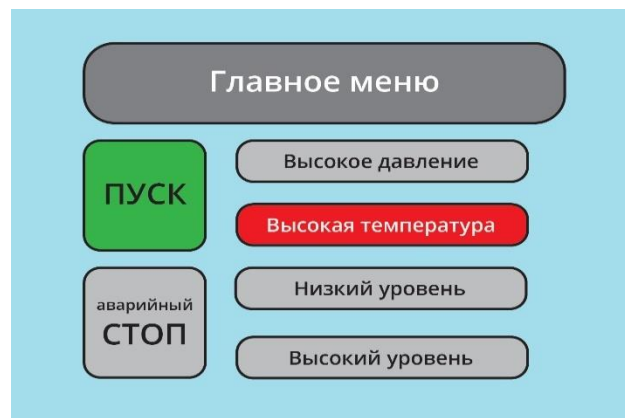 Главное меню
ПУСК
Высокое давление
Высокая температура
аварийный
СТОП
Низкий уровень
Высокий уровень